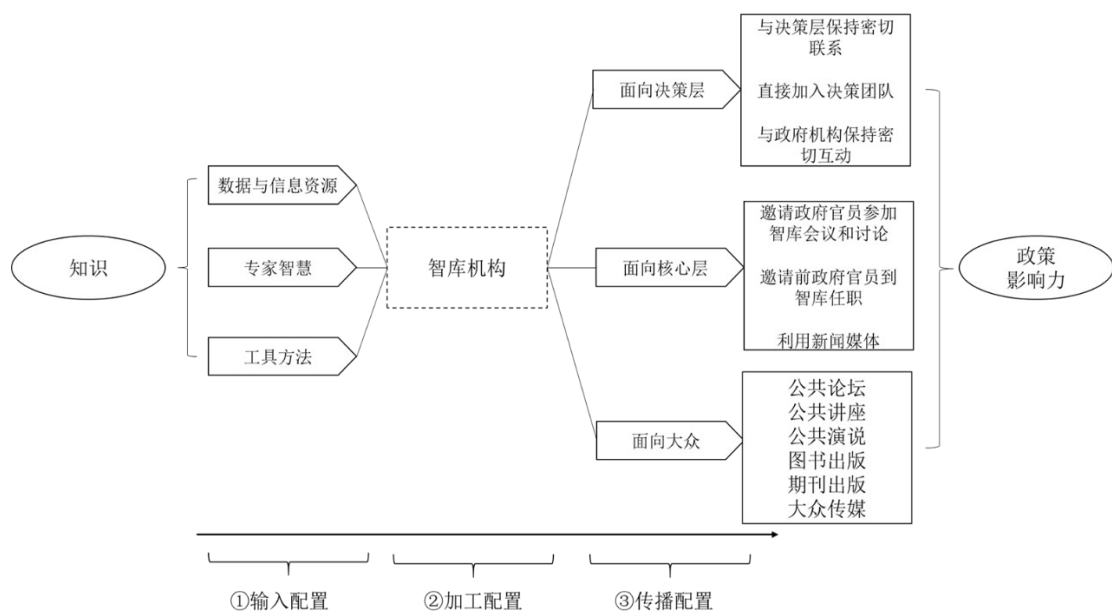 知识
数据与信息资源
专家智慧
工具方法
智库机构
面向决策层
与决策层保持密切
联系
直接加入决策团队
与政府机构保持密
切互动
面向核心层
邀请政府官员参加
智库会议和讨论
邀请前政府官员到
智库任职
利用新闻媒体
面向大众
公共论坛
公共讲座
公共演说
图书出版
期刊出版
大众传媒
政策
影响力
①输入配置
②加工配置
③传播配置